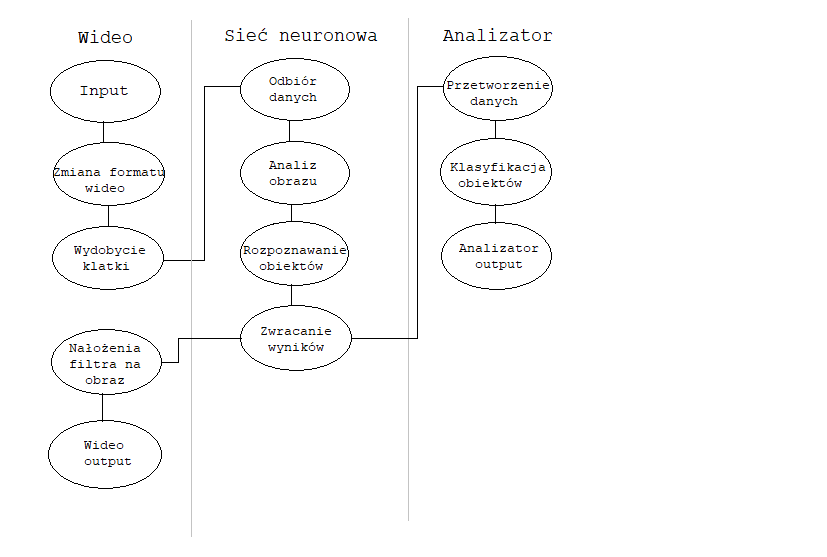 Wideo
Input
Zmiana formatu
wideo
Wydobycie
klatki
Nałożenia
filtra na
obraz
Wideo
output
Sieć neuronowa
Odbiór
danych
Analiz
obrazu
Rozpoznawanie
obiektów
Zwracanie
wyników
Analizator
Przetworzenie
danych
Klasyfikacja
obiektów
Analizator
output